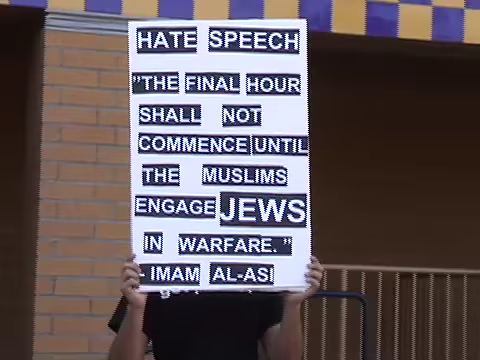 HATE SPEECH
"THE FINAL HOUR
SHALL NOT
COMMENCE UNTIL
THE MUSLIMS
ENGAGE JEWS
IN WARFARE."
- IMAM AL-ASI